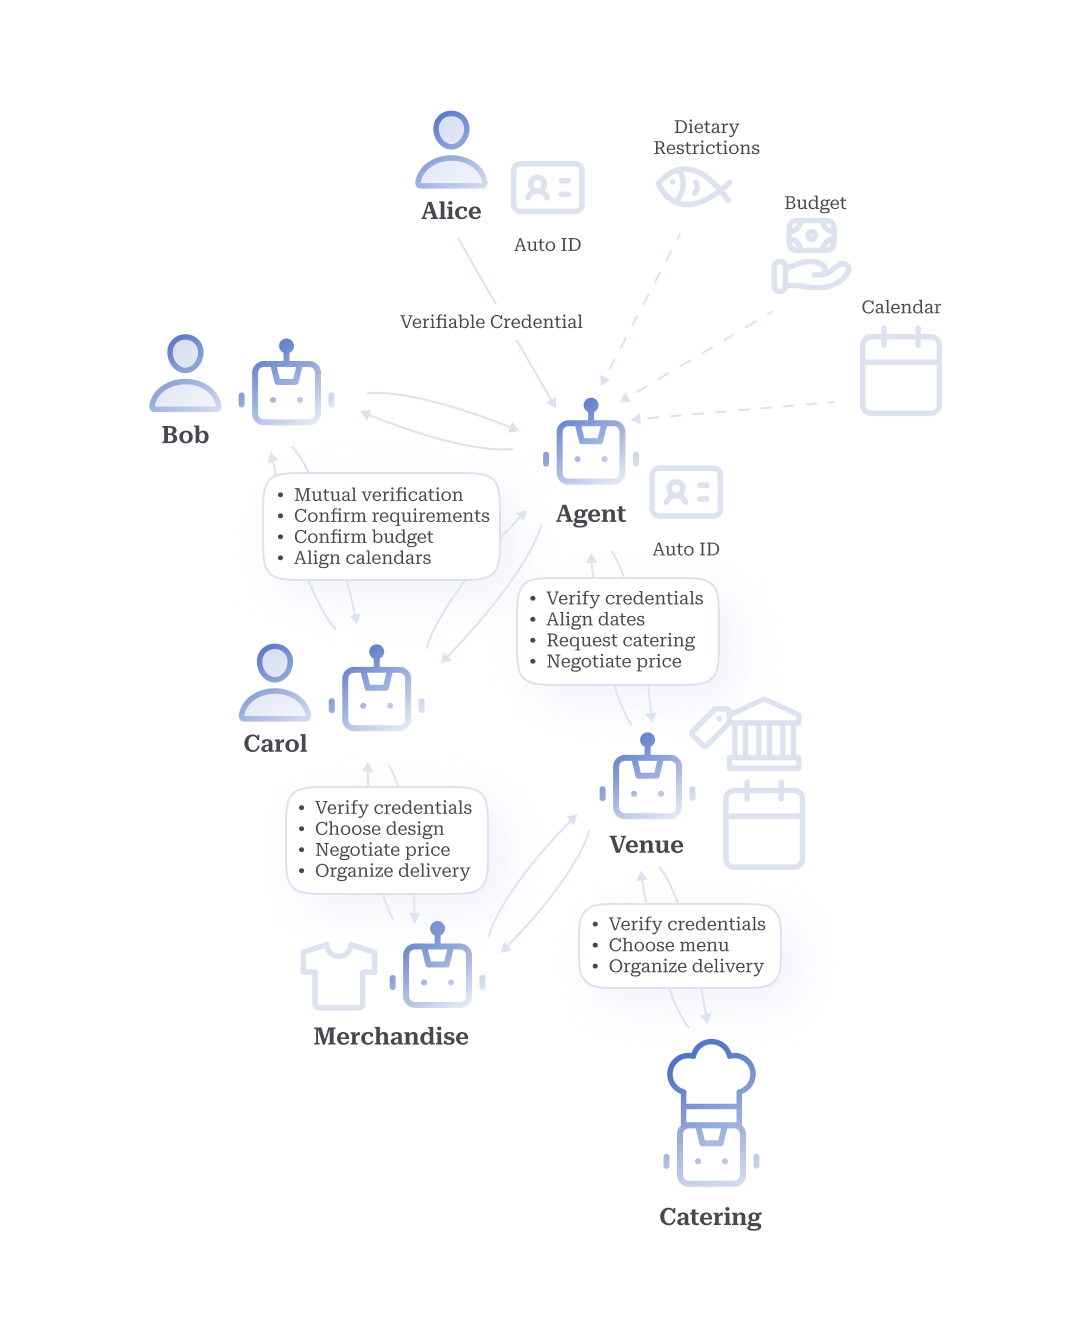 Dietary
Restrictions
Alice
Auto ID
Budget
Calendar
Verifiable Credential
Bob
• Mutual verification
• Confirm requirements
• Confirm budget
• Align calendars
Agent
Auto ID
• Verify credentials
• Align dates
• Request catering
• Negotiate price
Carol
• Verify credentials
• Choose design
• Negotiate price
• Organize delivery
Venue
• Verify credentials
• Choose menu
• Organize delivery
Merchandise
Catering